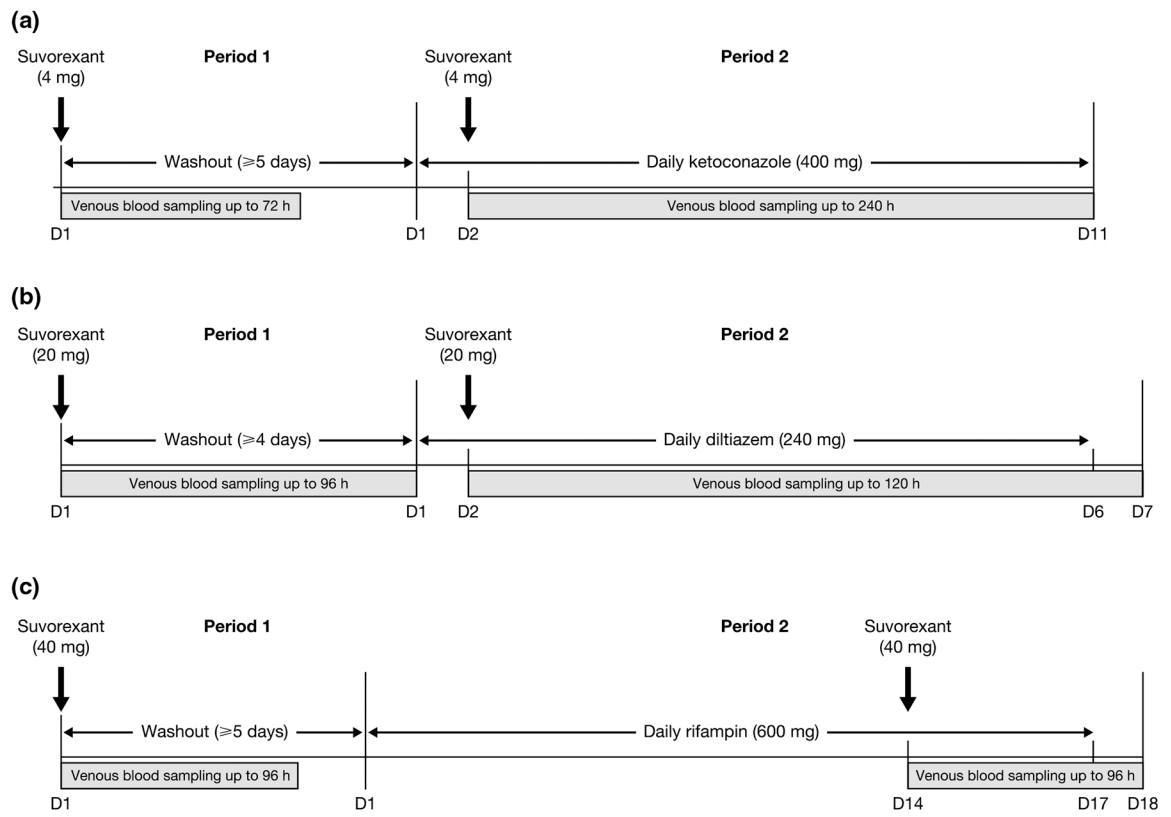 (a)
Suvorexant
(4 mg)
Period 1
Suvorexant
(4 mg)
Period 2
Washout (⩾5 days)
Daily ketoconazole (400 mg)
Venous blood sampling up to 72 h
Venous blood sampling up to 240 h
D1
D1
D2
D11
(b)
Suvorexant
(20 mg)
Period 1
Suvorexant
(20 mg)
Period 2
Washout (⩾4 days)
Daily diltiazem (240 mg)
Venous blood sampling up to 96 h
Venous blood sampling up to 120 h
D1
D1
D2
D6
D7
(c)
Suvorexant
(40 mg)
Period 1
Period 2
Suvorexant
(40 mg)
Washout (⩾5 days)
Daily rifampin (600 mg)
Venous blood sampling up to 96 h
Venous blood sampling up to 96 h
D1
D1
D14
D17
D18